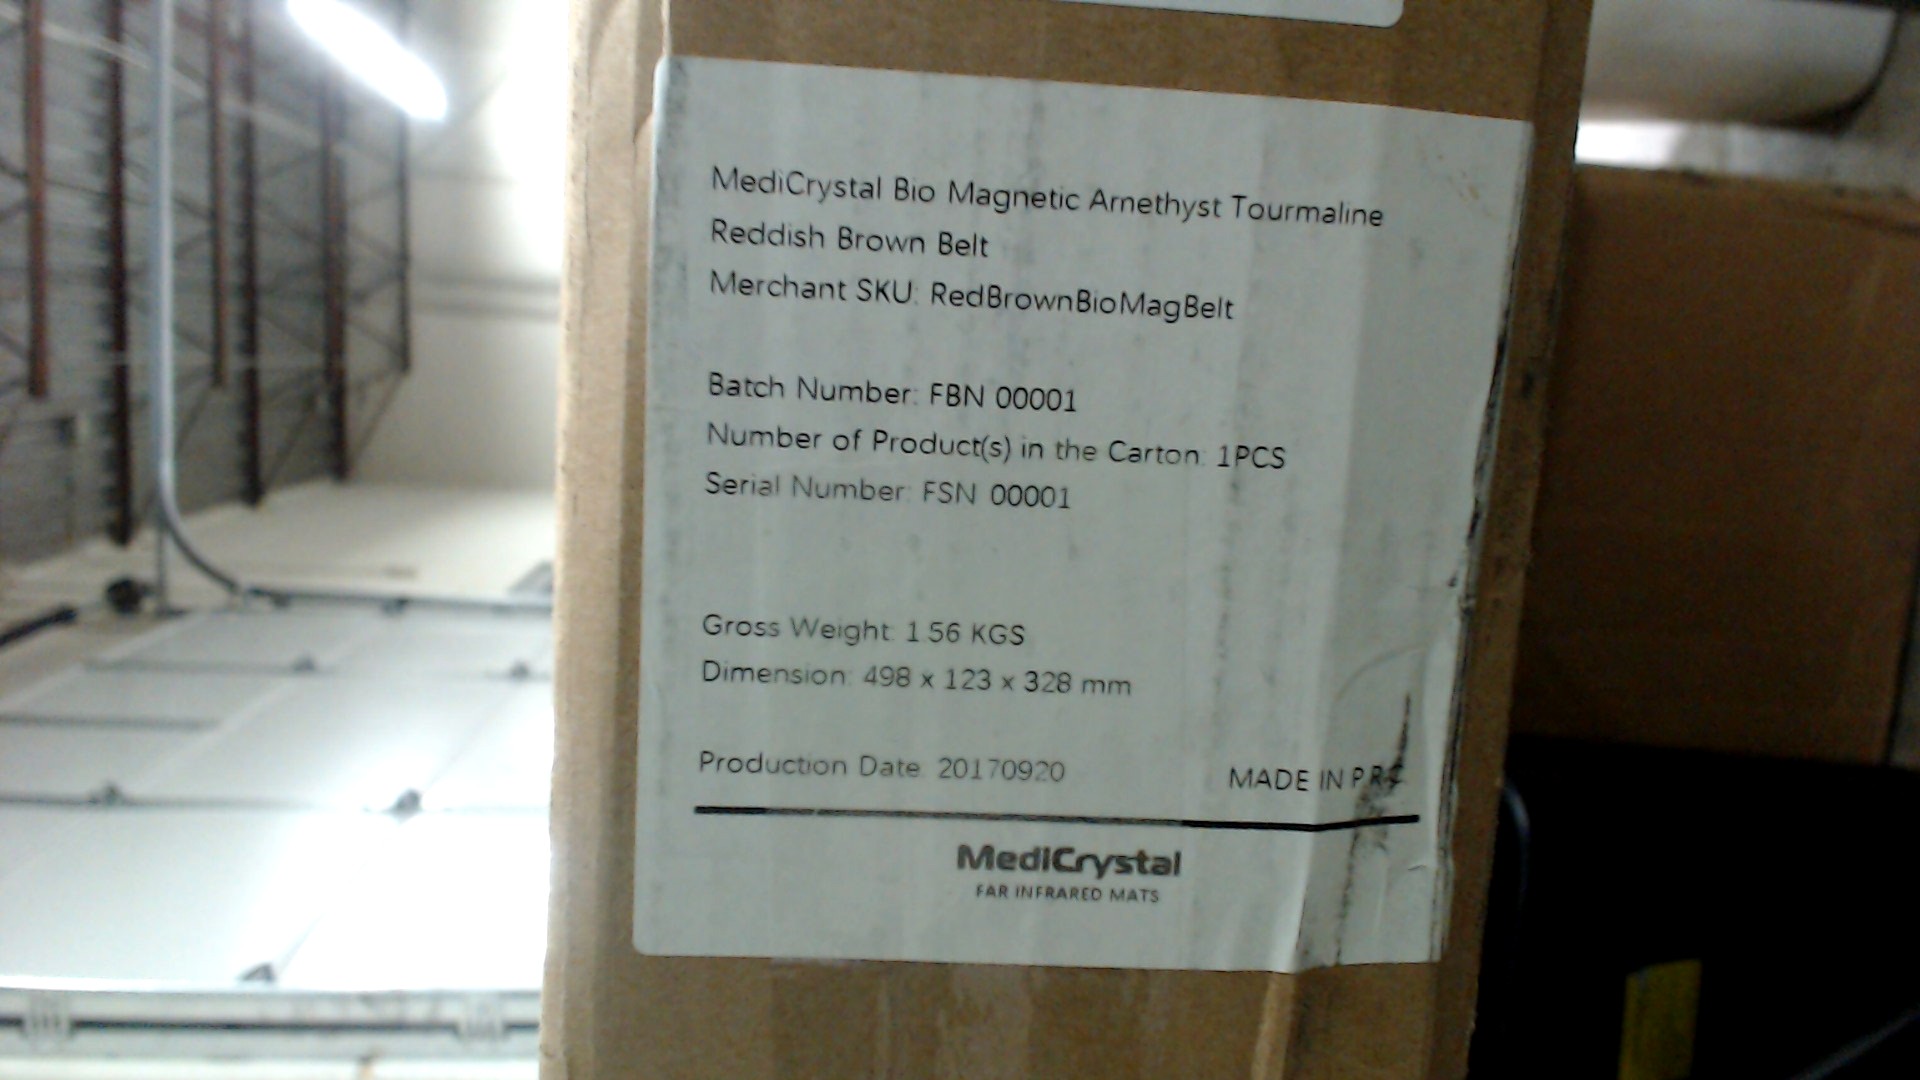 MediCrystal Bio Magnetic Arnethyst Tourmaline
Reddish Brown Belt
Merchant SKU: RedBrownBioMagBelt
Batch Number: FBN 00001
Number of Product(s) in the Carton: 1PCS
Serial Number: FSN 00001
Gross Weight: 1.56 KGS
Dimension: 498 x 123 x 328 mm
Production Date: 20170920
MADE IN PRC
MediCrystal
FAR INFRARED MATS